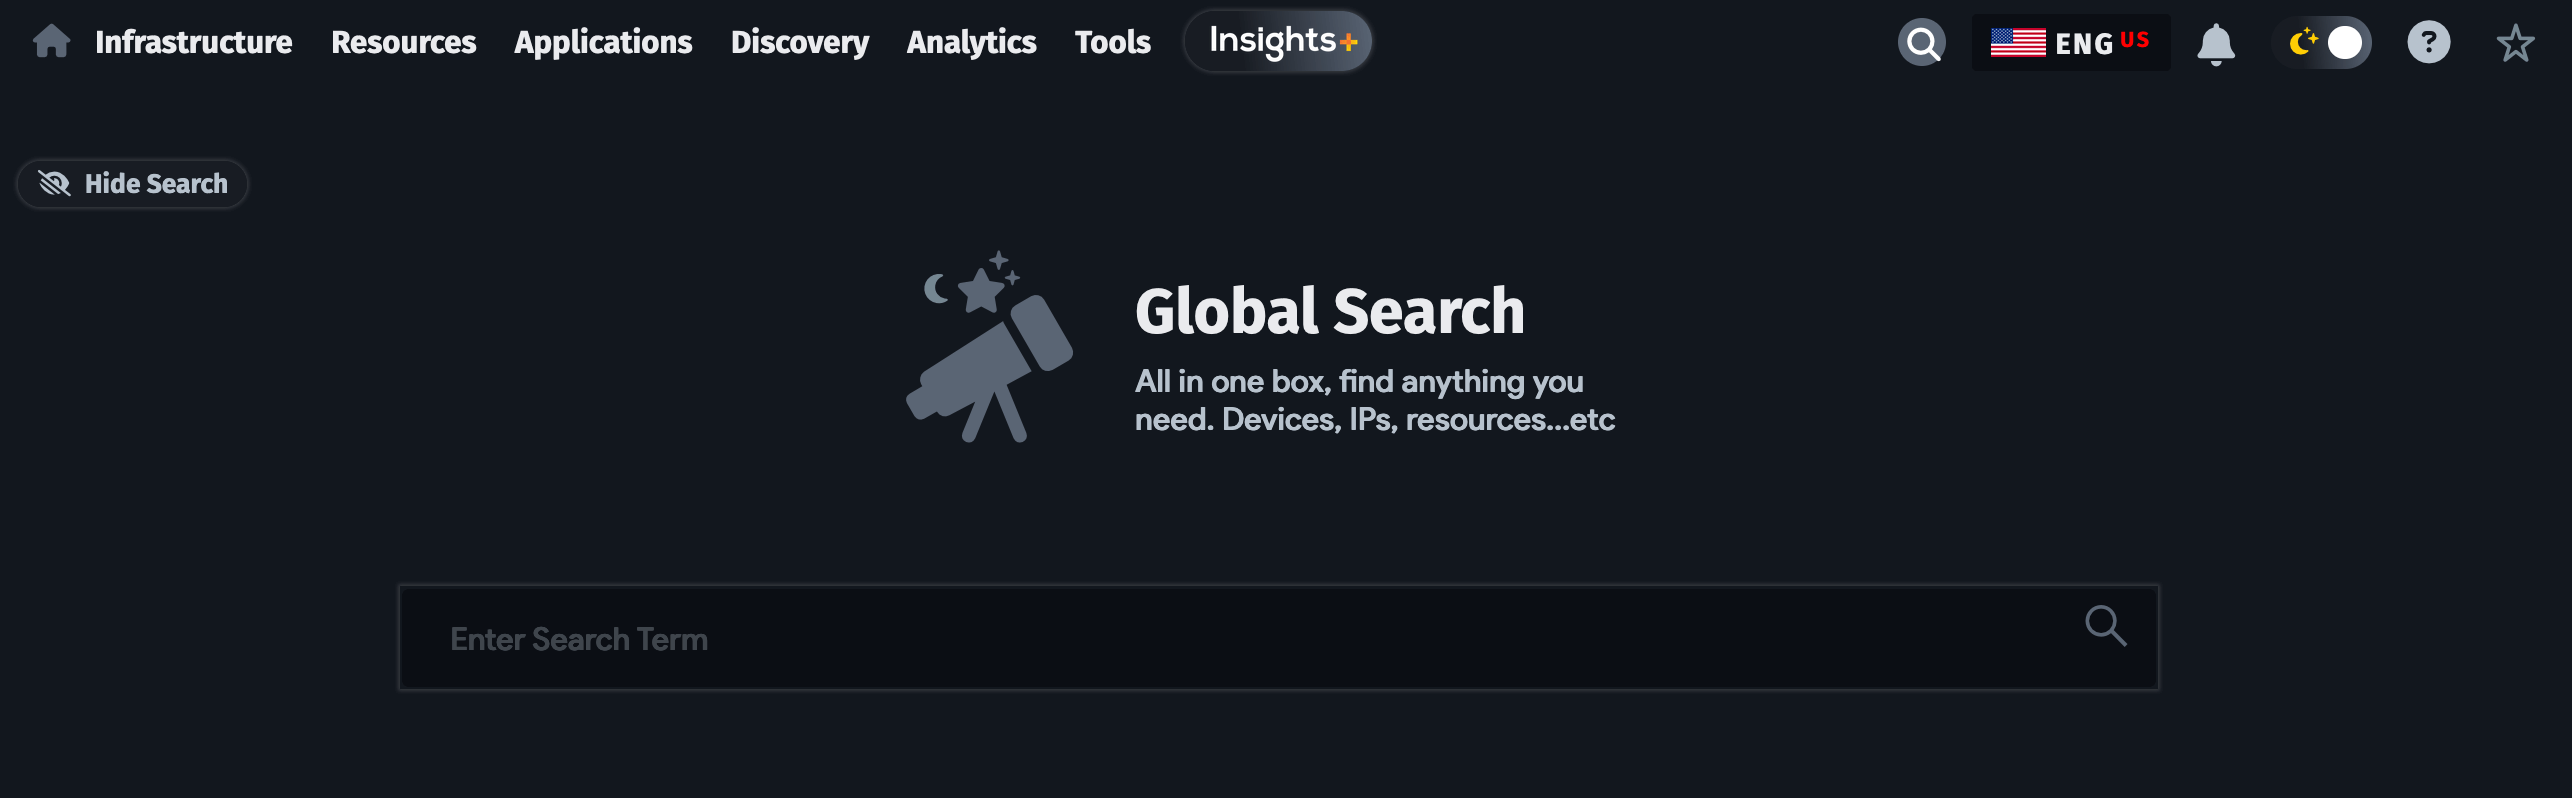 Infrastructure Resources Applications Discovery Analytics Tools Insights+ ENG US ?
Hide Search
Global Search
All in one box, find anything you
need. Devices, IPs, resources...etc
Enter Search Term